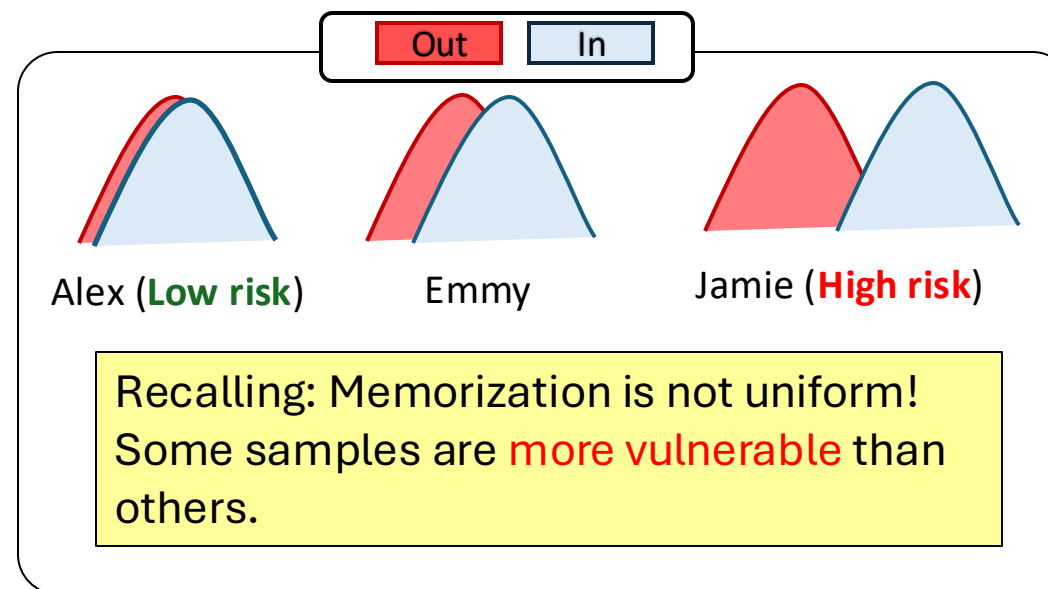 Out
In
Alex (Low risk)
Emmy
Jamie (High risk)
Recalling: Memorization is not uniform!
Some samples are more vulnerable than
others.